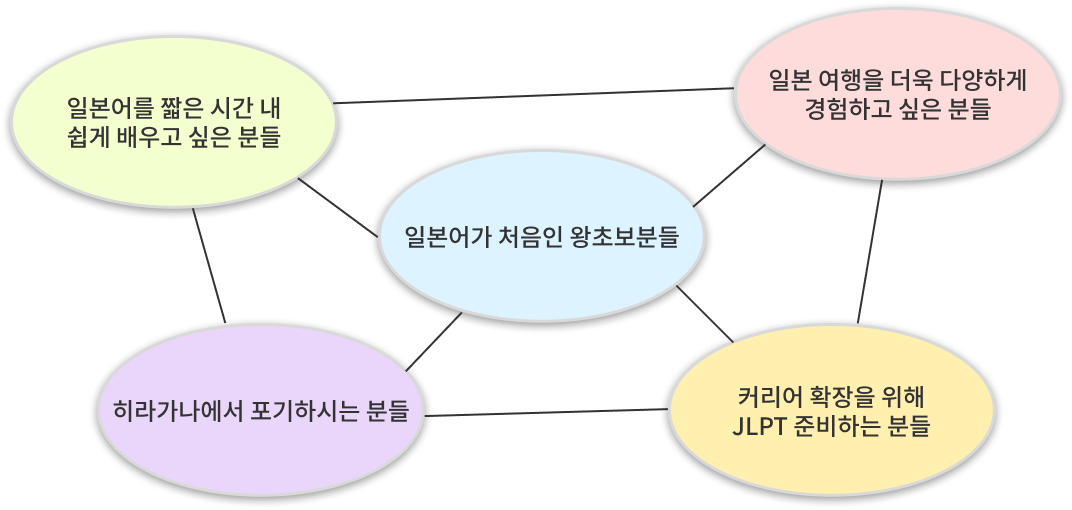 일본어를 짧은 시간 내
쉽게 배우고 싶은 분들
일본 여행을 더욱 다양하게
경험하고 싶은 분들
일본어가 처음인 왕초보분들
히라가나에서 포기하시는 분들
커리어 확장을 위해
JLPT 준비하는 분들